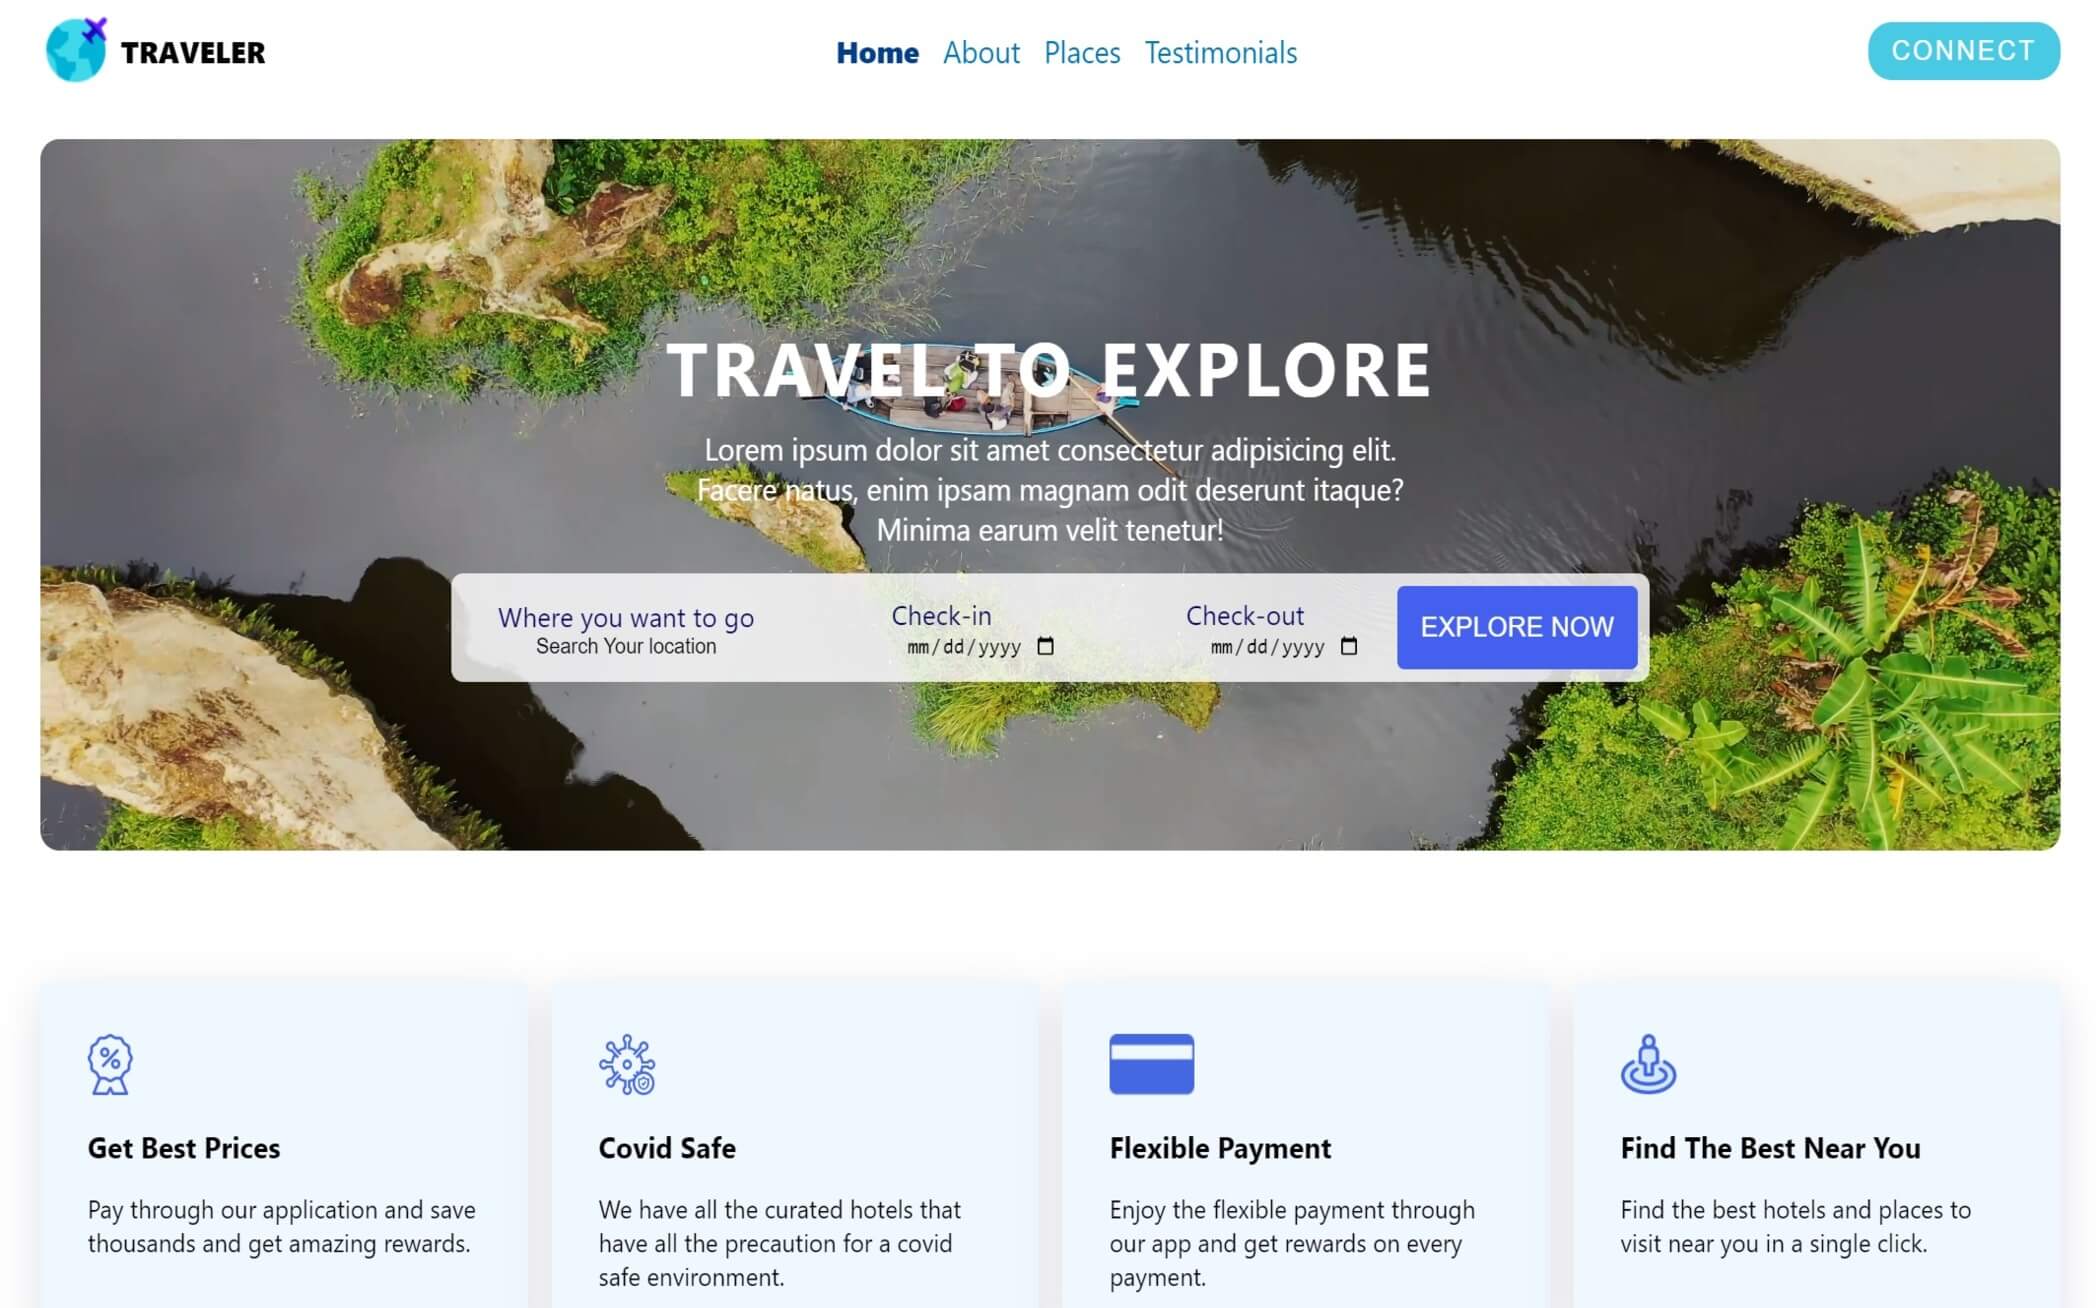 TRAVELER
Home About Places Testimonials
CONNECT
TRAVEL TO EXPLORE
Lorem ipsum dolor sit amet consectetur adipisicing elit.
Facere natus, enim ipsam magnam odit deserunt itaque?
Minima earum velit tenetur!
Where you want to go
Search Your location
Check-in
mm/dd/yyyy
Check-out
mm/dd/yyyy
EXPLORE NOW
%
Get Best Prices
Pay through our application and save
thousands and get amazing rewards.
Covid Safe
We have all the curated hotels that
have all the precaution for a covid
safe environment.
Flexible Payment
Enjoy the flexible payment through
our app and get rewards on every
payment.
Find The Best Near You
Find the best hotels and places to
visit near you in a single click.